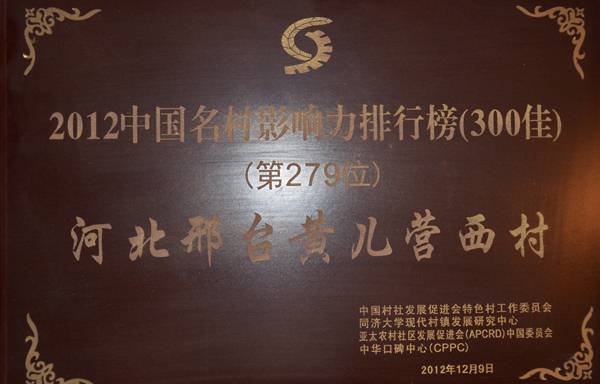 2012中国名村影响力排行榜(300佳)
(第279位)
河北邢台黄儿营西村
中国村社发展促进会特色村工作委员会
同济大学现代村镇发展研究中心
亚太农村社区发展促进会(APCRD)中国委员会
中华口碑中心(CPPC)
2012年12月9日